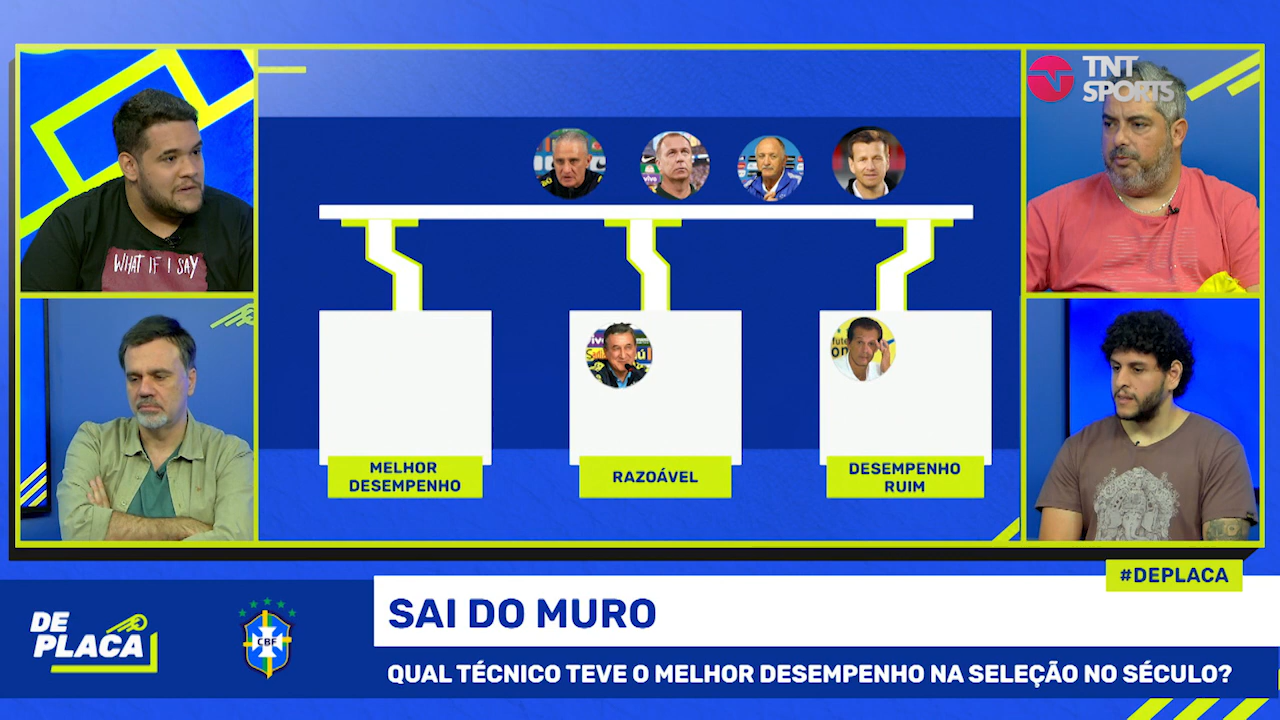 TNT
SPORTS
WHAT IF I SAY
MELHOR
DESEMPENHO
RAZOÁVEL
DESEMPENHO
RUIM
#DEPLACA
DE
PLACA
CBF
SAI DO MURO
QUAL TÉCNICO TEVE O MELHOR DESEMPENHO NA SELEÇÃO NO SÉCULO?